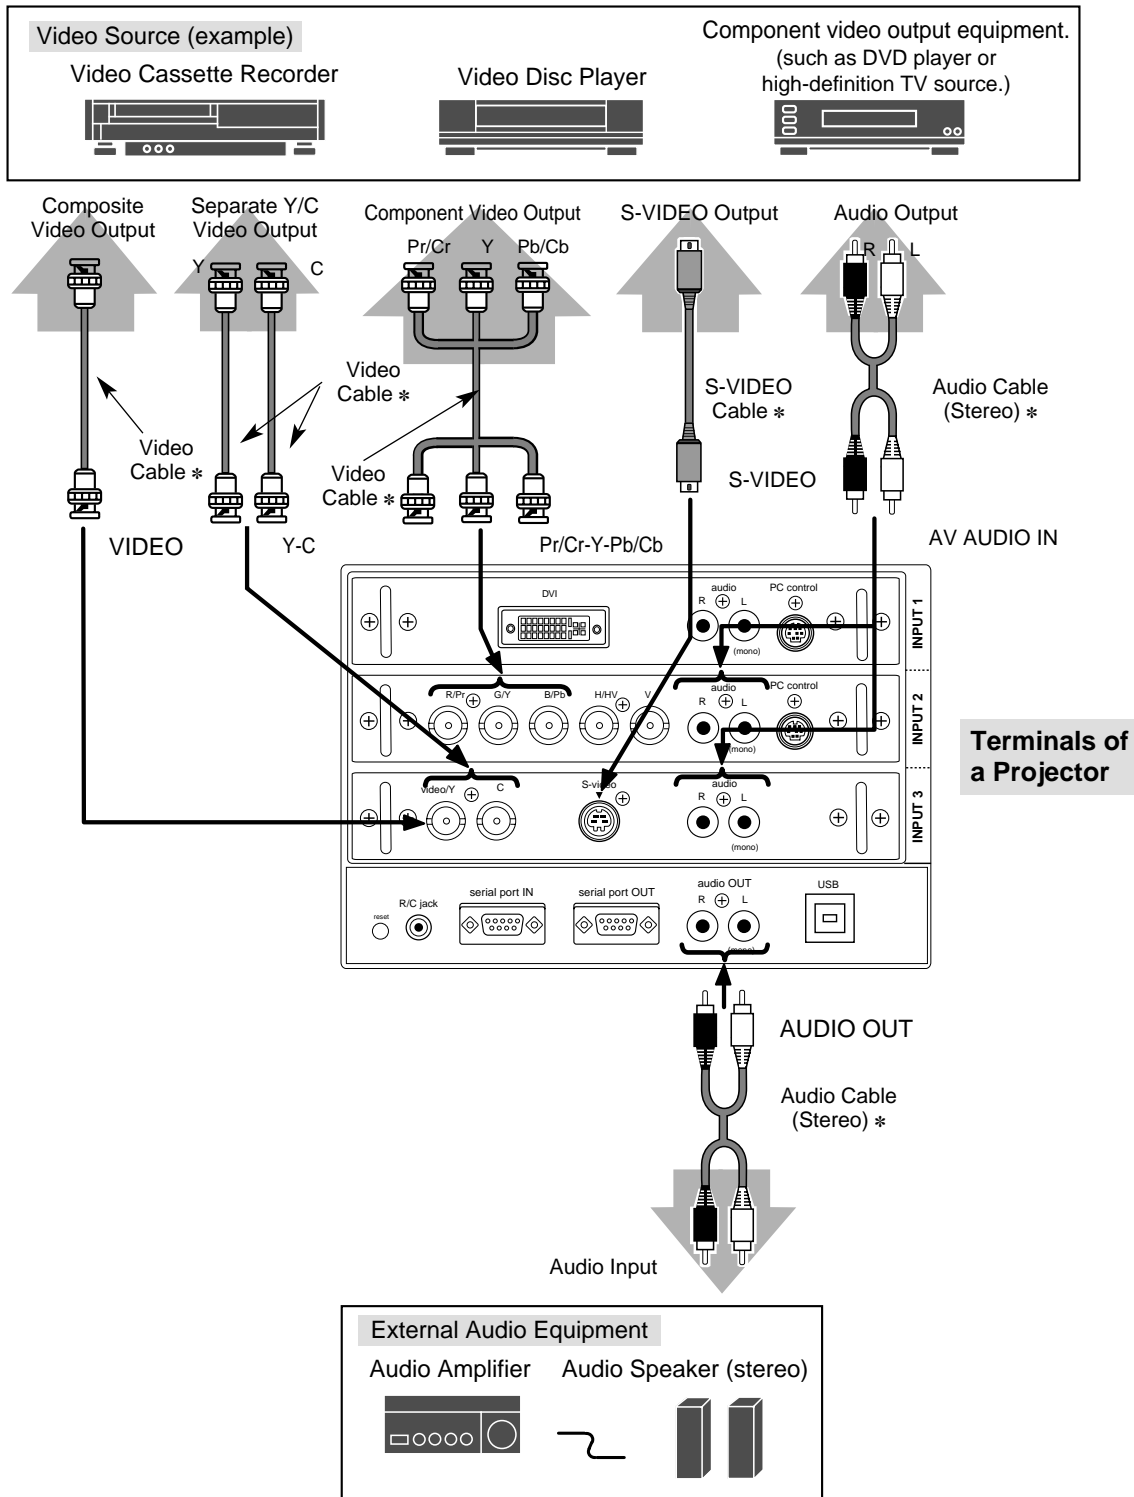 Video Source (example)
Video Cassette Recorder
Video Disc Player
Component video output equipment.
(such as DVD player or
high-definition TV source.)
Composite
Video Output
Separate Y/C
Video Output
Y
C
Component Video Output
Pr/Cr
Y
Pb/Cb
S-VIDEO Output
Audio Output
R
L
Video
Cable ✻
Video
Cable ✻
Video
Cable ✻
S-VIDEO
Cable ✻
Audio Cable
(Stereo) ✻
VIDEO
Y-C
Pr/Cr-Y-Pb/Cb
S-VIDEO
AV AUDIO IN
DVI
audio
R
L
(mono)
PC control
INPUT 1
R/Pr
G/Y
B/Pb
H/HV
V
audio
R
L
(mono)
PC control
INPUT 2
video/Y
C
S-video
audio
R
L
(mono)
INPUT 3
Terminals of
a Projector
reset
R/C jack
serial port IN
serial port OUT
audio OUT
R
L
(mono)
USB
AUDIO OUT
Audio Cable
(Stereo) ✻
Audio Input
External Audio Equipment
Audio Amplifier
Audio Speaker (stereo)